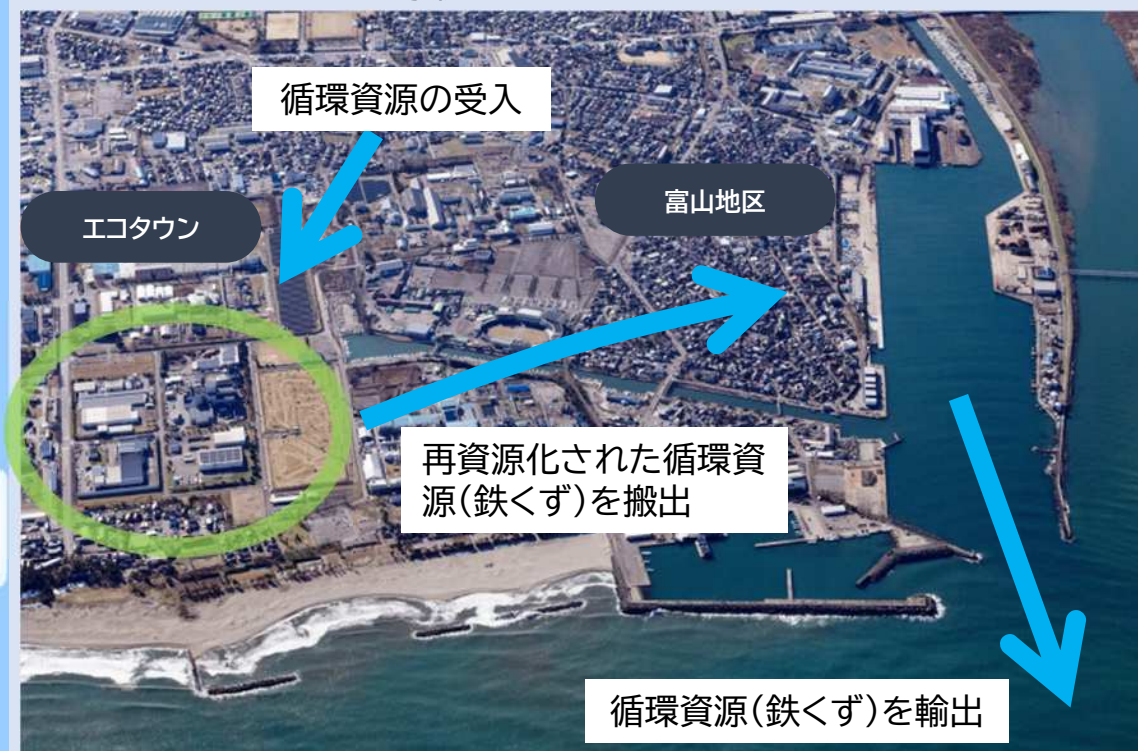 循環資源の受入
エコタウン
富山地区
再資源化された循環資
源(鉄くず)を搬出
循環資源(鉄くず)を輸出